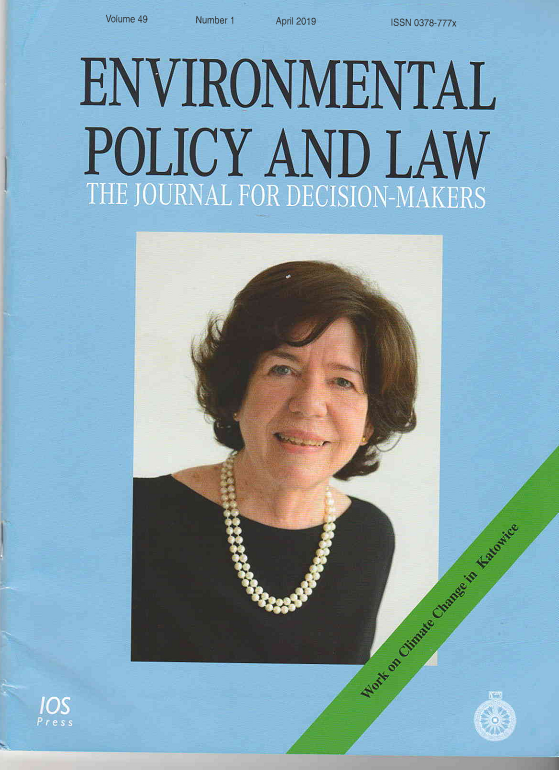 Volume 49 Number 1 April 2019 ISSN 0378-777x
ENVIRONMENTAL
POLICY AND LAW
THE JOURNAL FOR DECISION-MAKERS
Work on Climate Change in Katowice
IOS
Press